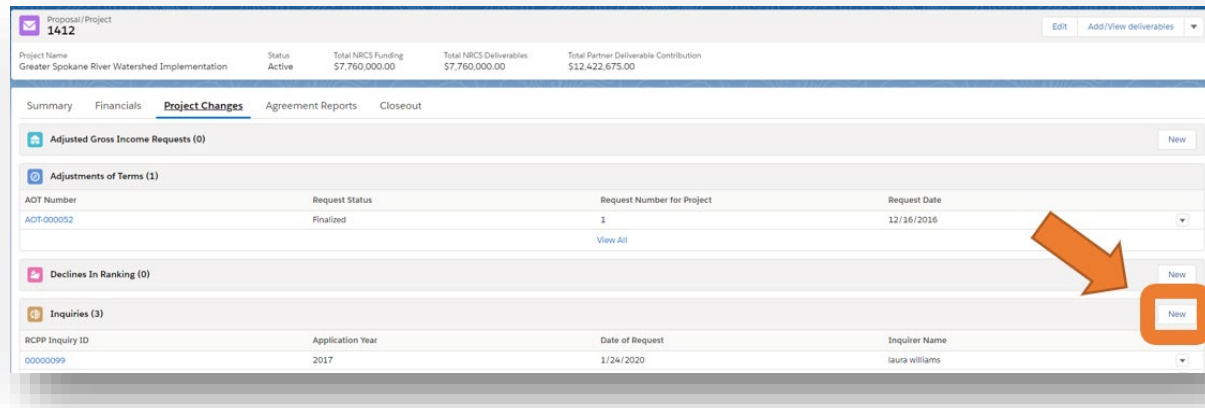 Proposal/Project
1412
Edit Add/View deliverables
Project Name Status Total NRCS Funding Total NRCS Deliverables Total Partner Deliverable Contribution
Greater Spokane River Watershed Implementation Active $7,760,000.00 $7,760,000.00 $12,422,675.00
Summary Financials Project Changes Agreement Reports Closeout
Adjusted Gross Income Requests (0) New
Adjustments of Terms (1)
AOT Number Request Status Request Number for Project Request Date
AOT-000052 Finalized 1 12/16/2016
View All
Declines In Ranking (0) New
Inquiries (3) New
RCPP Inquiry ID Application Year Date of Request Inquirer Name
00000099 2017 1/24/2020 laura williams